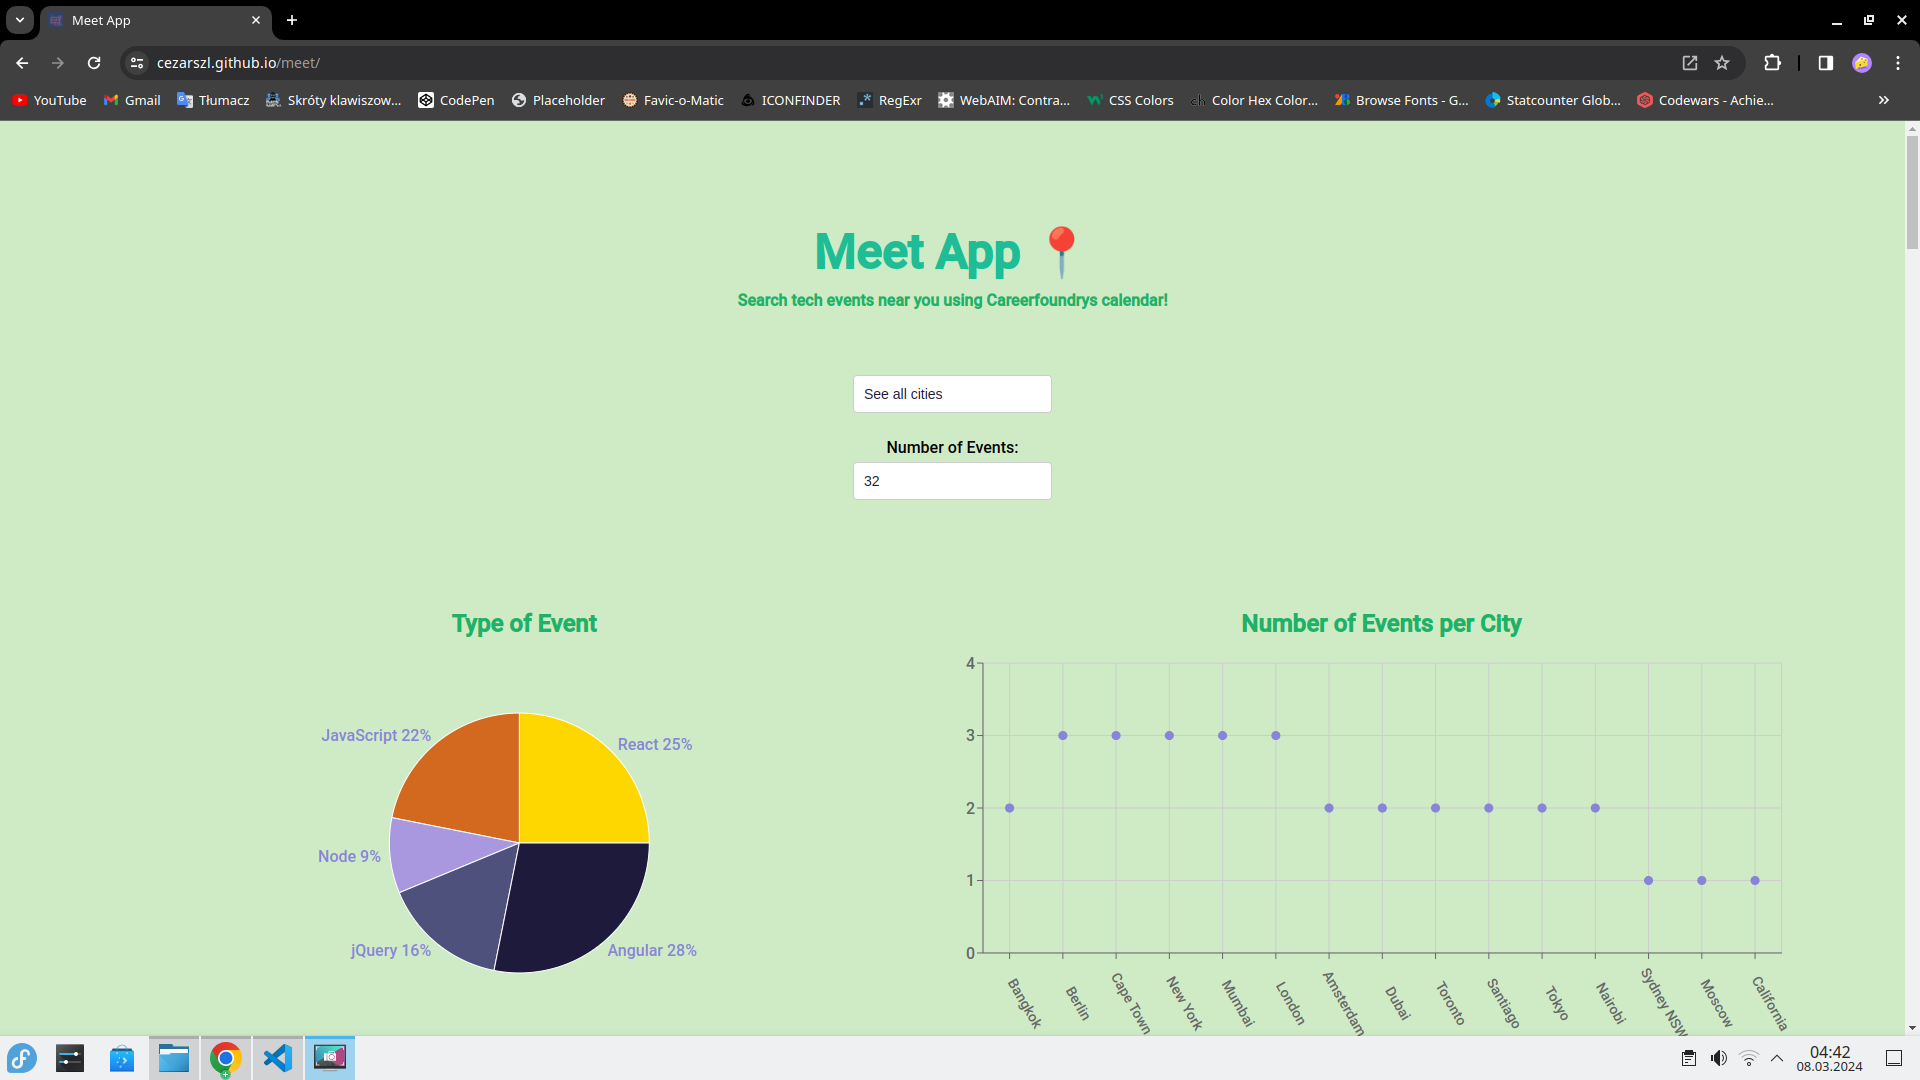 Meet App
cezarszl.github.io/meet/
YouTube
Gmail
Tłumacz
Skróty klawiszow...
CodePen
Placeholder
Favic-o-Matic
ICONFINDER
RegExr
WebAIM: Contra...
CSS Colors
Color Hex Color...
Browse Fonts - G...
Statcounter Glob...
Codewars - Achie...
Meet App 📍
Search tech events near you using Careerfoundrys calendar!
See all cities
Number of Events:
32
Type of Event
JavaScript 22%
React 25%
Node 9%
jQuery 16%
Angular 28%
Number of Events per City
4
3
2
1
0
Bangkok
Berlin
Cape Town
New York
Mumbai
London
Amsterdam
Dubai
Toronto
Santiago
Tokyo
Nairobi
Sydney NSW
Moscow
California
04:42
08.03.2024